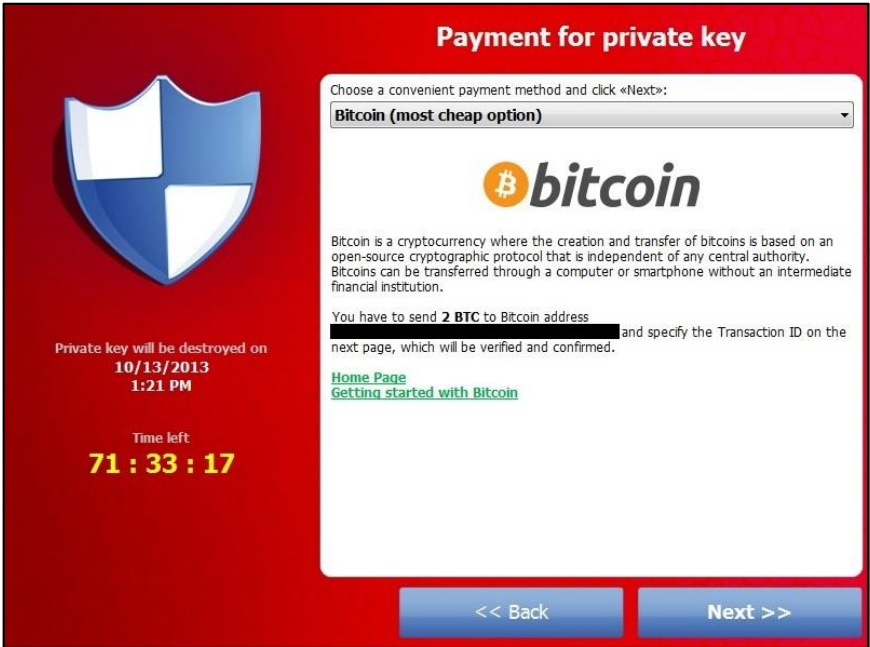 Payment for private key
Choose a convenient payment method and click «Next»:
Bitcoin (most cheap option)
bitcoin
Bitcoin is a cryptocurrency where the creation and transfer of bitcoins is based on an
open-source cryptographic protocol that is independent of any central authority.
Bitcoins can be transferred through a computer or smartphone without an intermediate
financial institution.
You have to send 2 BTC to Bitcoin address
and specify the Transaction ID on the
next page, which will be verified and confirmed.
Home Page
Getting started with Bitcoin
Private key will be destroyed on
10/13/2013
1:21 PM
Time left
71 : 33 : 17
<< Back
Next >>